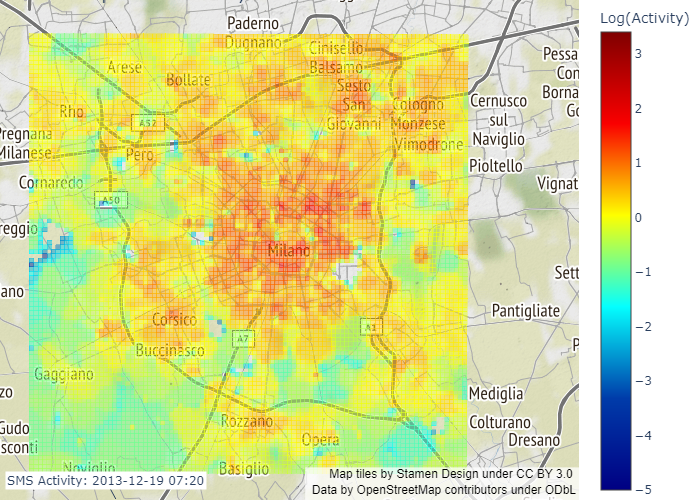 Log(Activity)
Paderno
Dugnano
Cinisello
Balsamo
Arese
Bollate
Sesto
San
Giovanni
Cologno
Monzese
Vimodrone
Cernusco
sul
Naviglio
Pioltello
Rho
A52
Pregnana
Milanese
Pero
Cornaredo
A50
Vignat
reggio
Milano
Sett
ano
Corsico
A7
A1
Pantigliate
Buccinasco
Gaggiano
Mediglia
Rozzano
Colturano
Dresano
Opera
Gudo
sconti
zo
Noviglio
Basiglio
Pessa
Con
Borna
Go
P
3
2
1
0
−1
−2
−3
−4
−5
SMS Activity: 2013-12-19 07:20
Map tiles by Stamen Design under CC BY 3.0
Data by OpenStreetMap contributors under ODbL